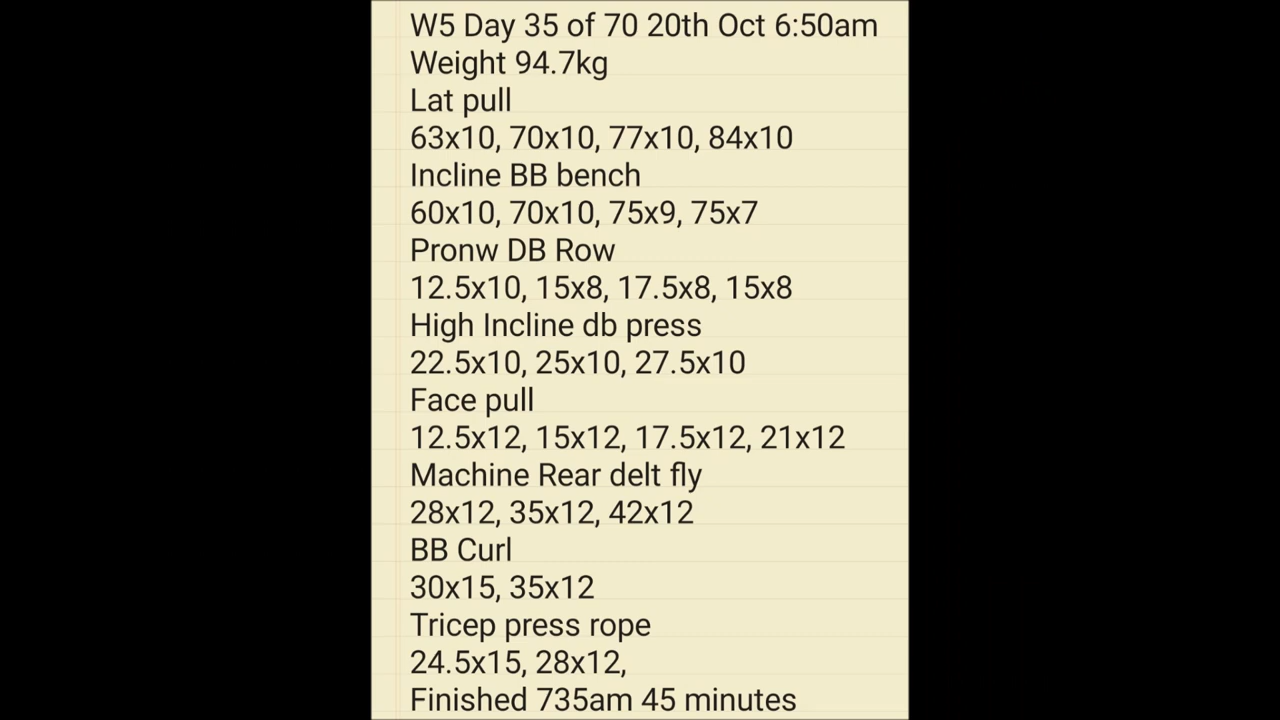 W5 Day 35 of 70 20th Oct 6:50am
Weight 94.7kg
Lat pull
63x10, 70x10, 77x10, 84x10
Incline BB bench
60x10, 70x10, 75x9, 75x7
Pronw DB Row
12.5x10, 15x8, 17.5x8, 15x8
High Incline db press
22.5x10, 25x10, 27.5x10
Face pull
12.5x12, 15x12, 17.5x12, 21x12
Machine Rear delt fly
28x12, 35x12, 42x12
BB Curl
30x15, 35x12
Tricep press rope
24.5x15, 28x12,
Finished 735am 45 minutes